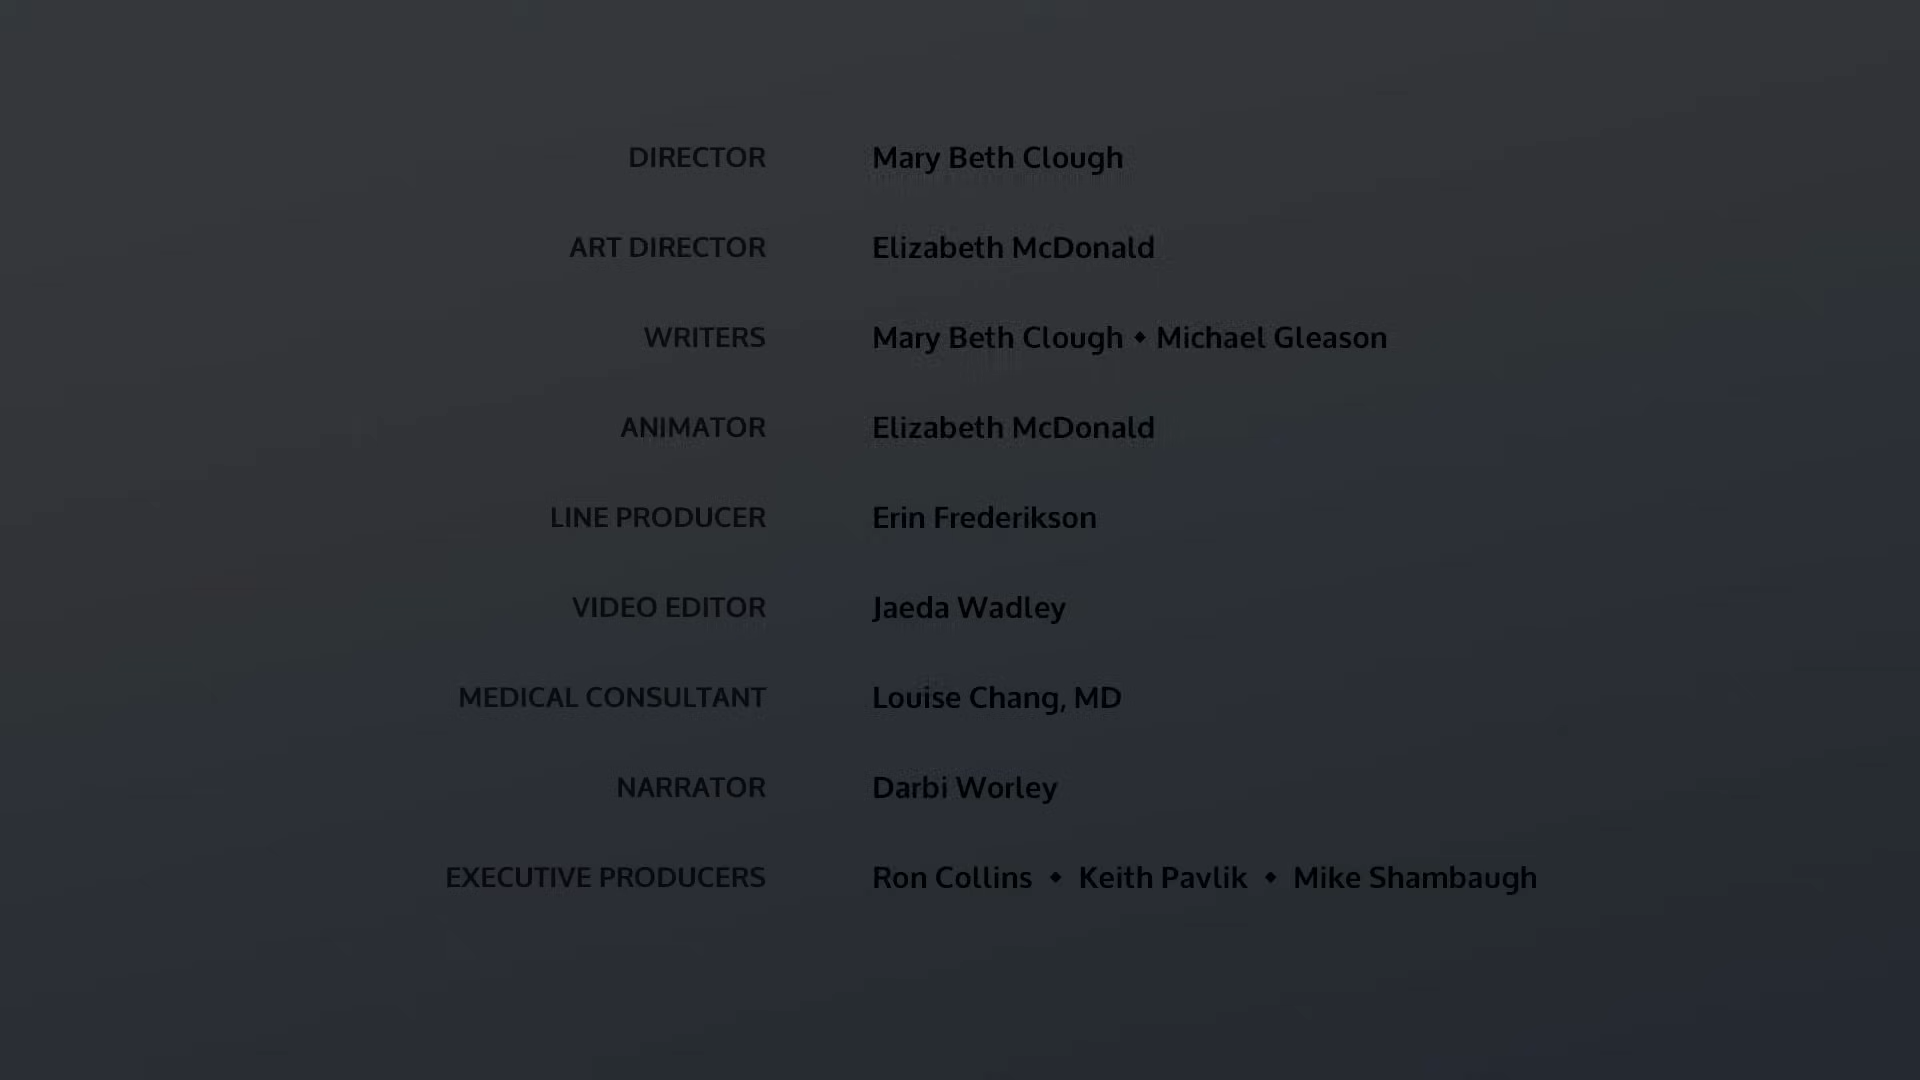 DIRECTOR Mary Beth Clough
ART DIRECTOR Elizabeth McDonald
WRITERS Mary Beth Clough • Michael Gleason
ANIMATOR Elizabeth McDonald
LINE PRODUCER Erin Frederikson
VIDEO EDITOR Jaeda Wadley
MEDICAL CONSULTANT Louise Chang, MD
NARRATOR Darbi Worley
EXECUTIVE PRODUCERS Ron Collins • Keith Pavlik • Mike Shambaugh